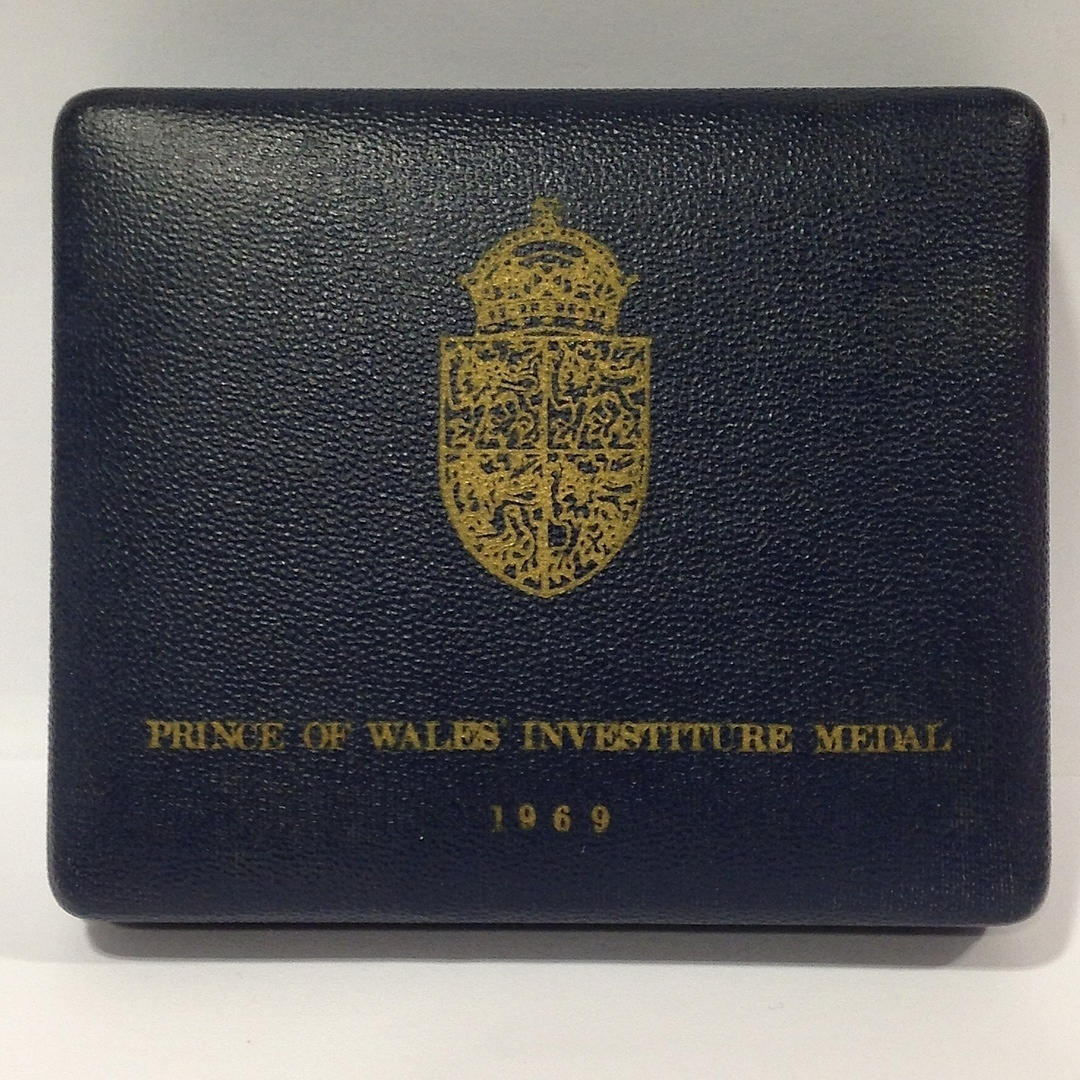 PRINCE OF WALES' INVESTITURE MEDAL
1969